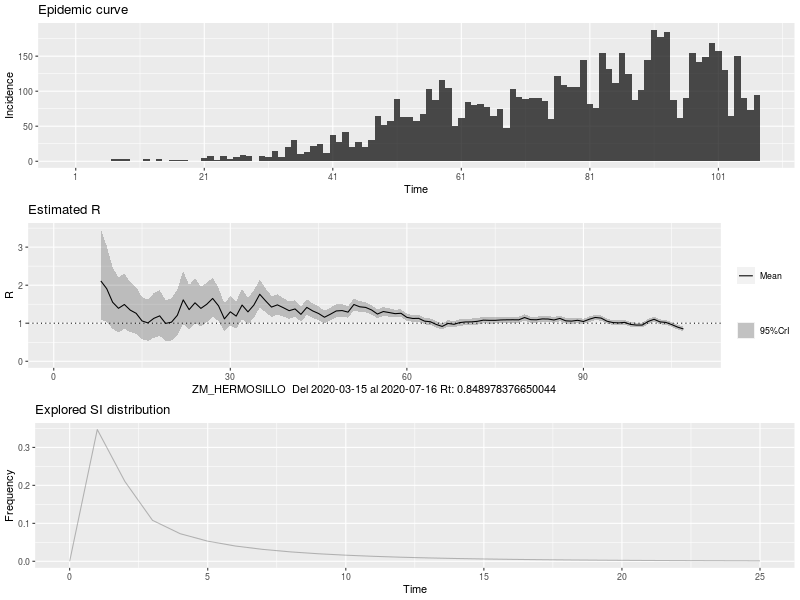 Epidemic curve
150
100
50
0
Incidence
1 21 41 61 81 101
Time
Estimated R
3
2
1
0
R
Mean
95%CrI
0 30 60 90
ZM_HERMOSILLO Del 2020-03-15 al 2020-07-16 Rt: 0.848978376650044
Explored SI distribution
0.3
0.2
0.1
0.0
Frequency
0 5 10 15 20 25
Time